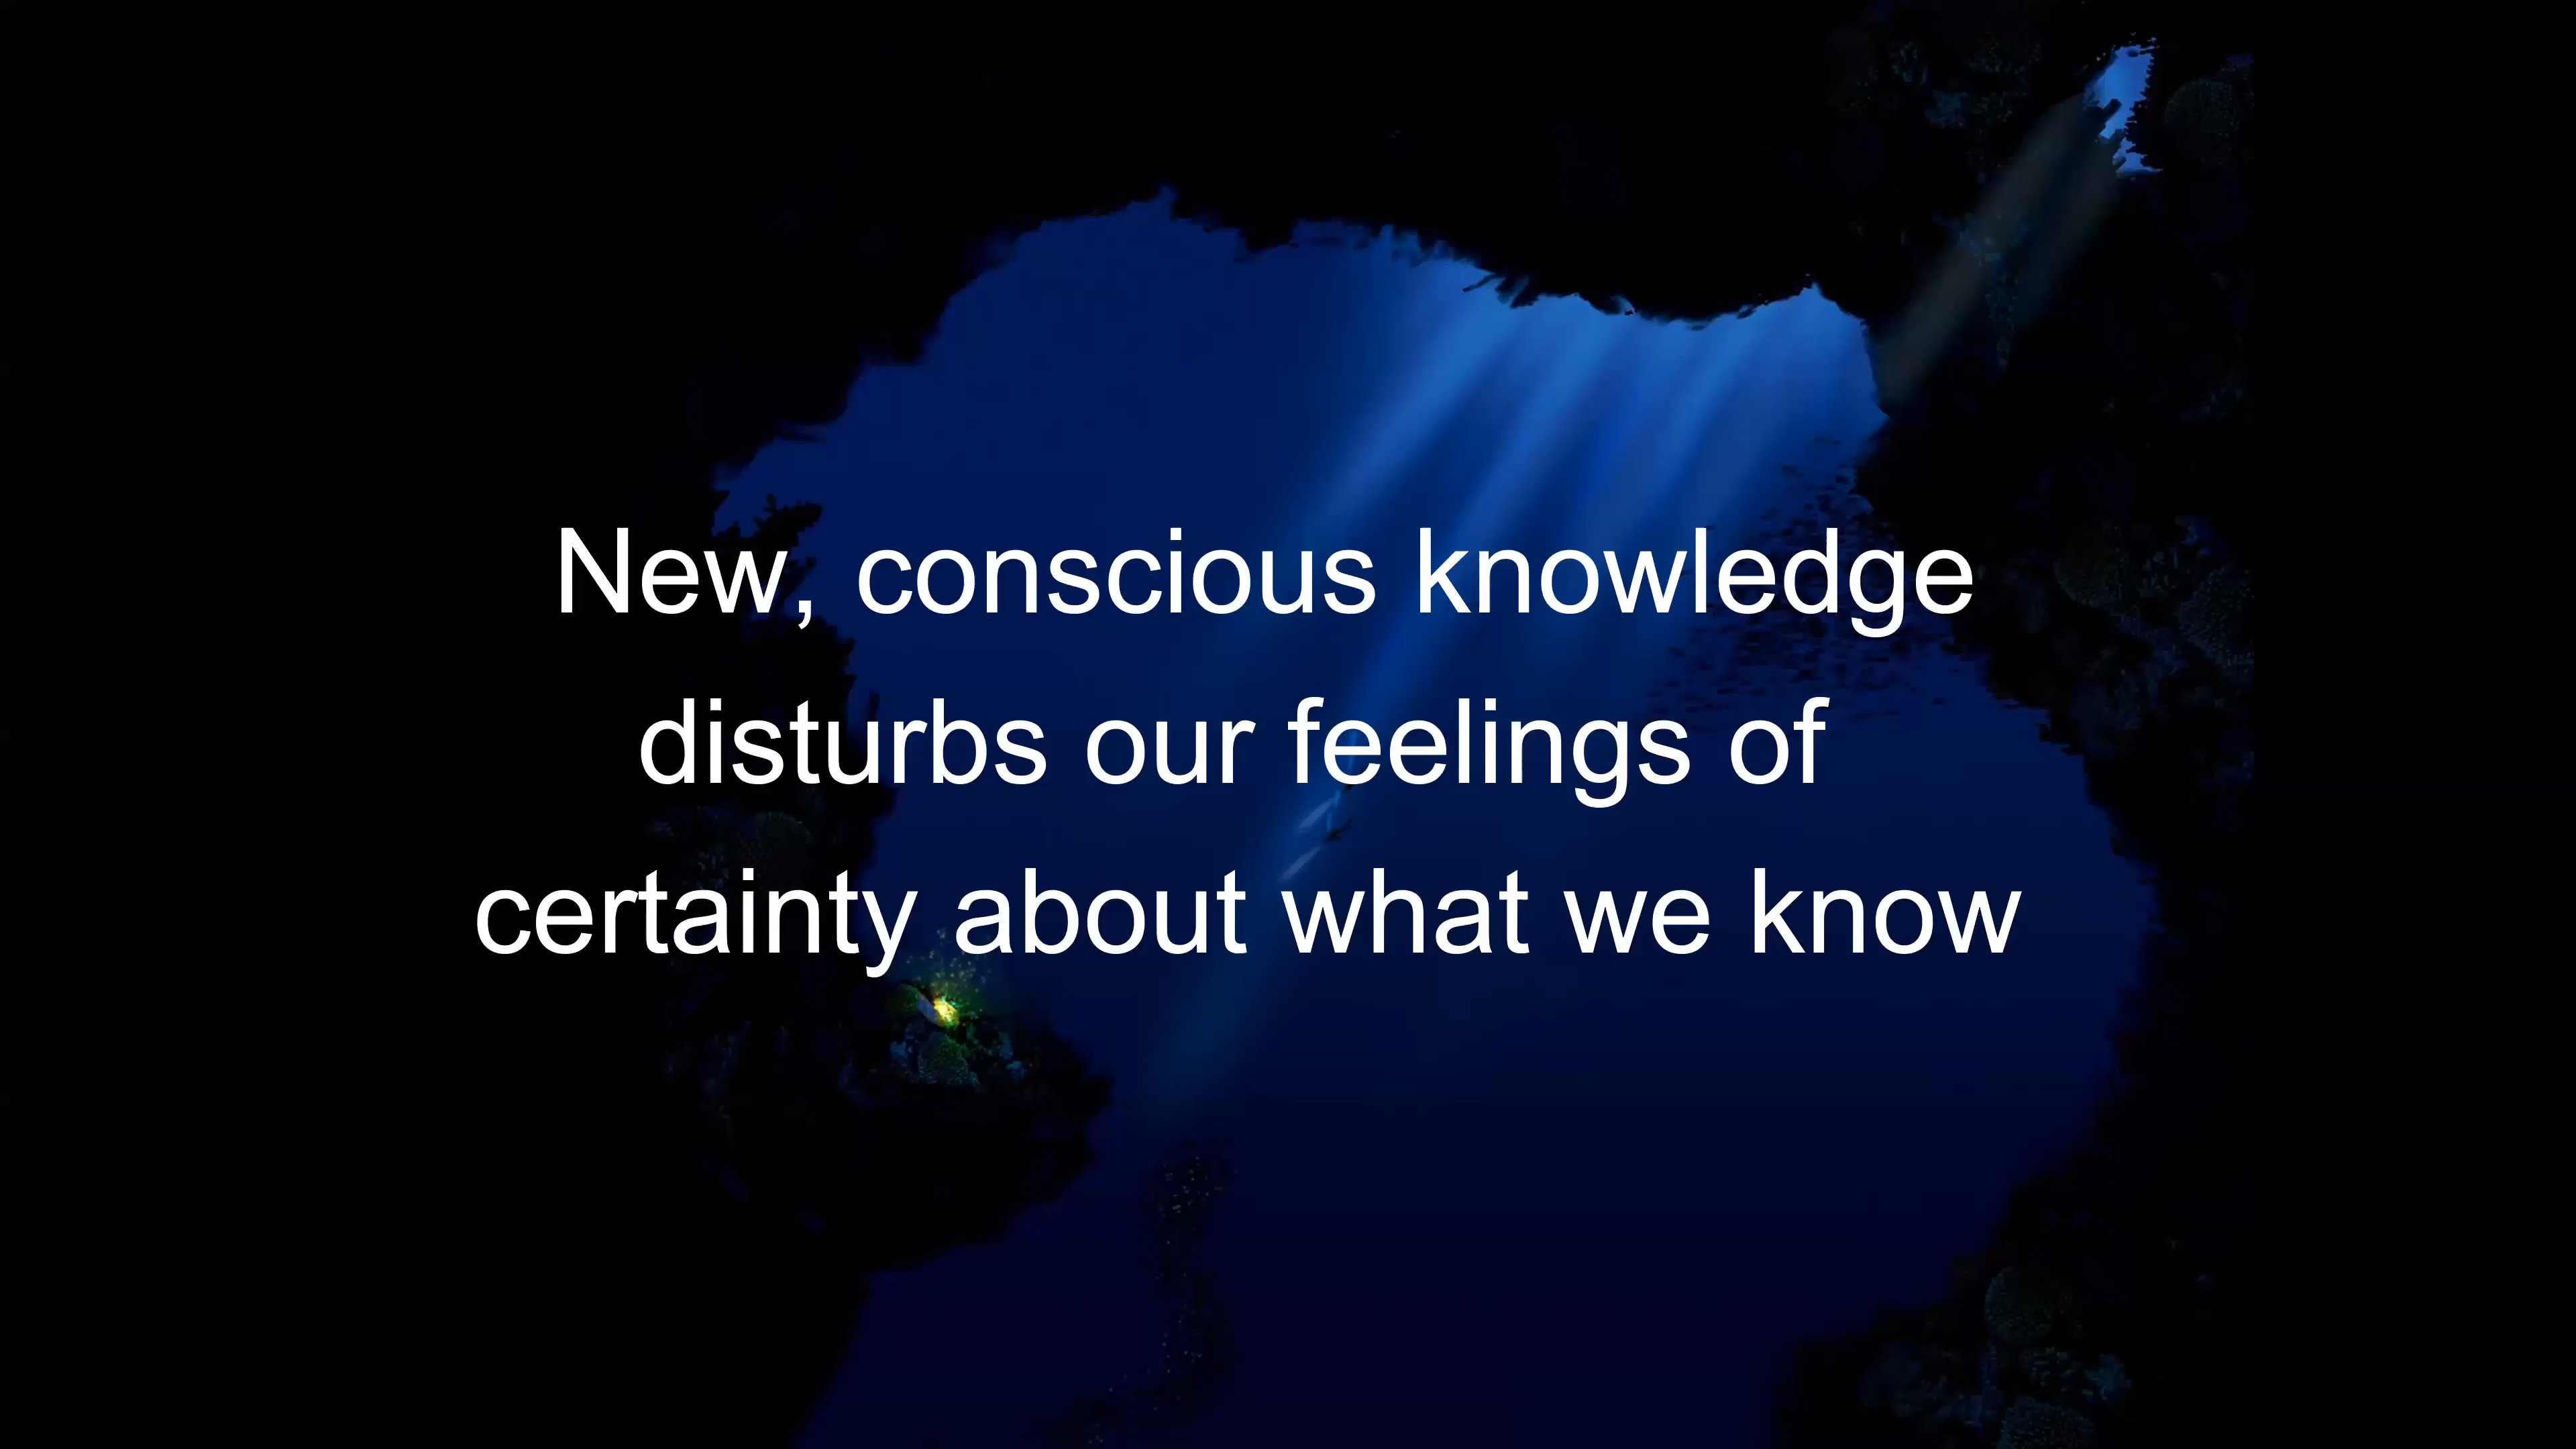 New, conscious knowledge
disturbs our feelings of
certainty about what we know